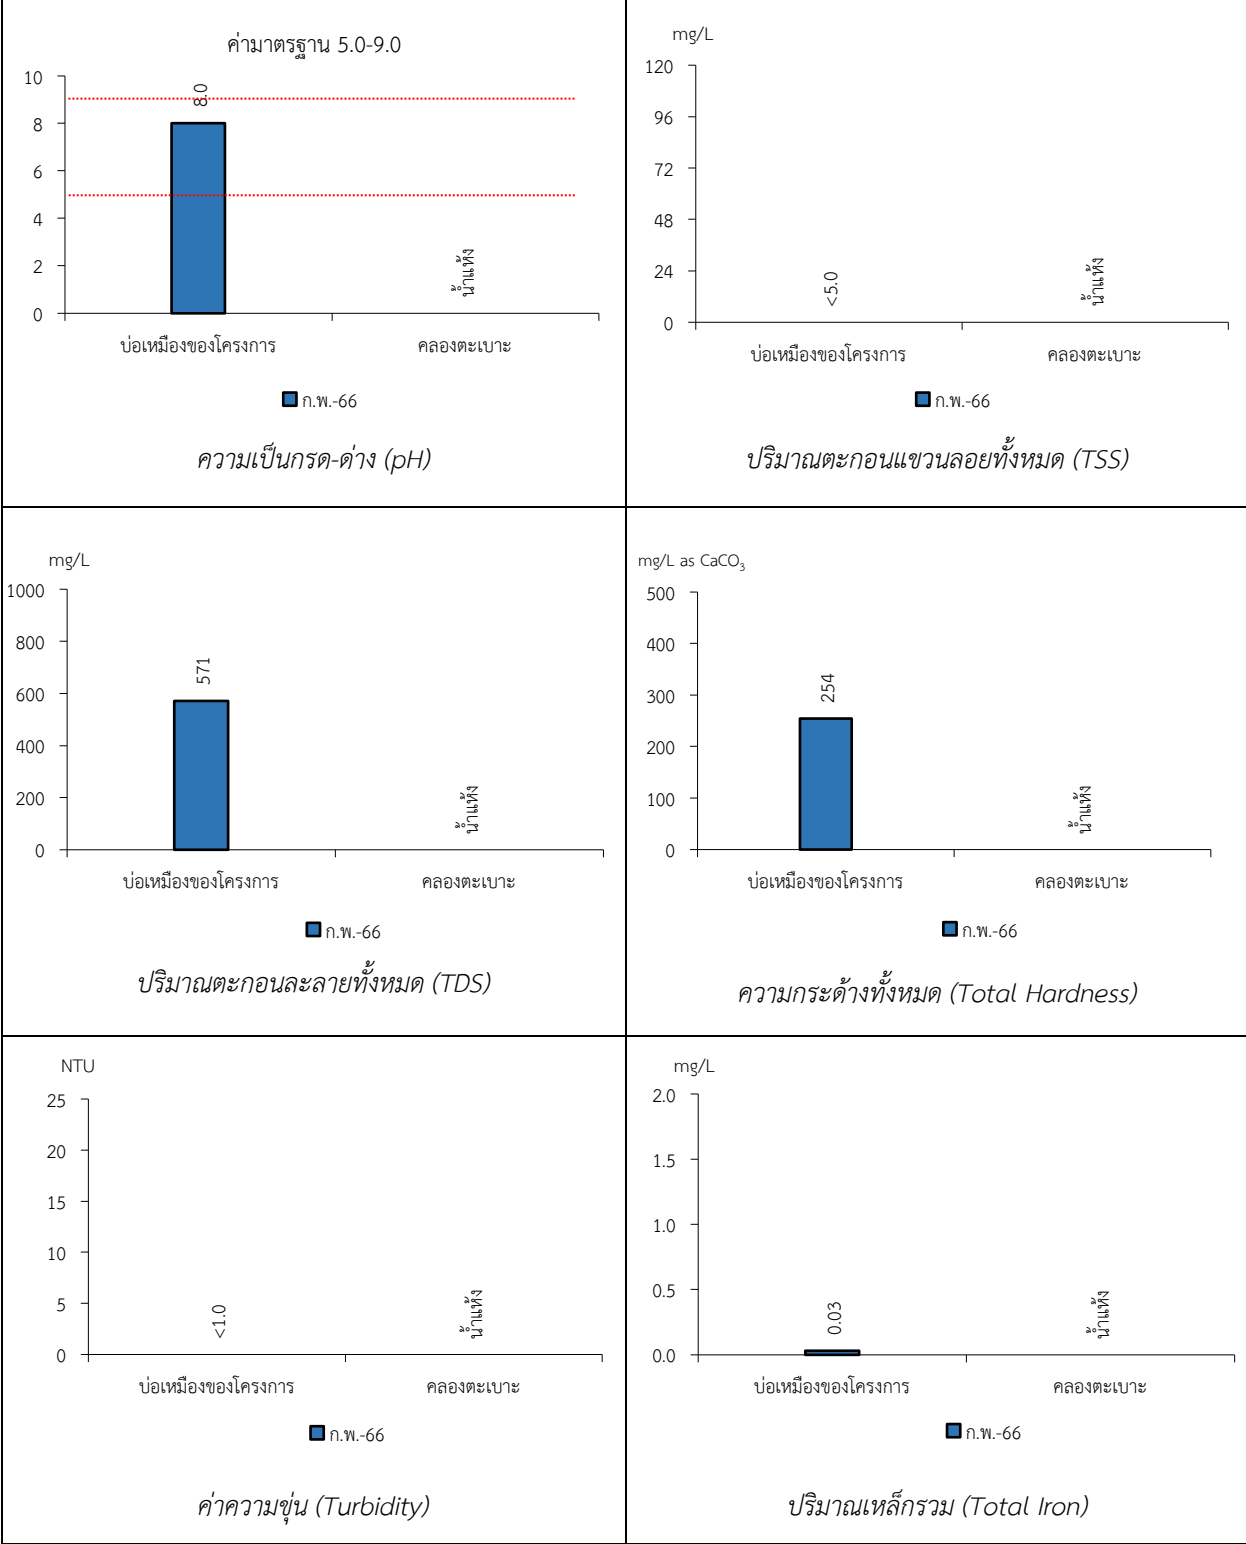 ค่ามาตรฐาน 5.0-9.0
10
8
6
4
2
0
8.0
น้ำแห้ง
บ่อเหมืองของโครงการ คลองตะเบาะ
ก.พ.-66
ความเป็นกรด-ด่าง (pH)
mg/L
120
96
72
48
24
0
<5.0
น้ำแห้ง
บ่อเหมืองของโครงการ คลองตะเบาะ
ก.พ.-66
ปริมาณตะกอนแขวนลอยทั้งหมด (TSS)
mg/L
1000
800
600
400
200
0
571
น้ำแห้ง
บ่อเหมืองของโครงการ คลองตะเบาะ
ก.พ.-66
ปริมาณตะกอนละลายทั้งหมด (TDS)
mg/L as CaCO₃
500
400
300
200
100
0
254
น้ำแห้ง
บ่อเหมืองของโครงการ คลองตะเบาะ
ก.พ.-66
ความกระด้างทั้งหมด (Total Hardness)
NTU
25
20
15
10
5
0
<1.0
น้ำแห้ง
บ่อเหมืองของโครงการ คลองตะเบาะ
ก.พ.-66
ค่าความขุ่น (Turbidity)
mg/L
2.0
1.5
1.0
0.5
0.0
0.03
น้ำแห้ง
บ่อเหมืองของโครงการ คลองตะเบาะ
ก.พ.-66
ปริมาณเหล็กรวม (Total Iron)